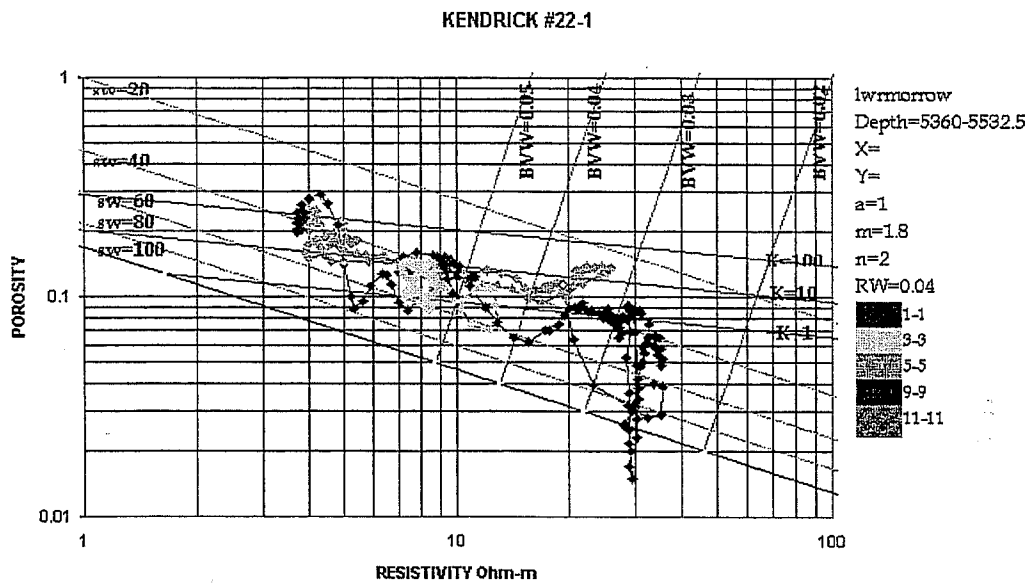 KENDRICK #22-1
1
0.1
0.01
POROSITY
sw=20
sw=40
sw=60
sw=80
sw=100
BVW=0.05
BVW=0.04
BVW=0.03
BVW=0.02
K=100
K=10
K=1
1
10
100
RESISTIVITY Ohm-m
lwrmorrow
Depth=5360-5532.5
X=
Y=
a=1
m=1.8
n=2
RW=0.04
1-1
3-3
5-5
9-9
11-11